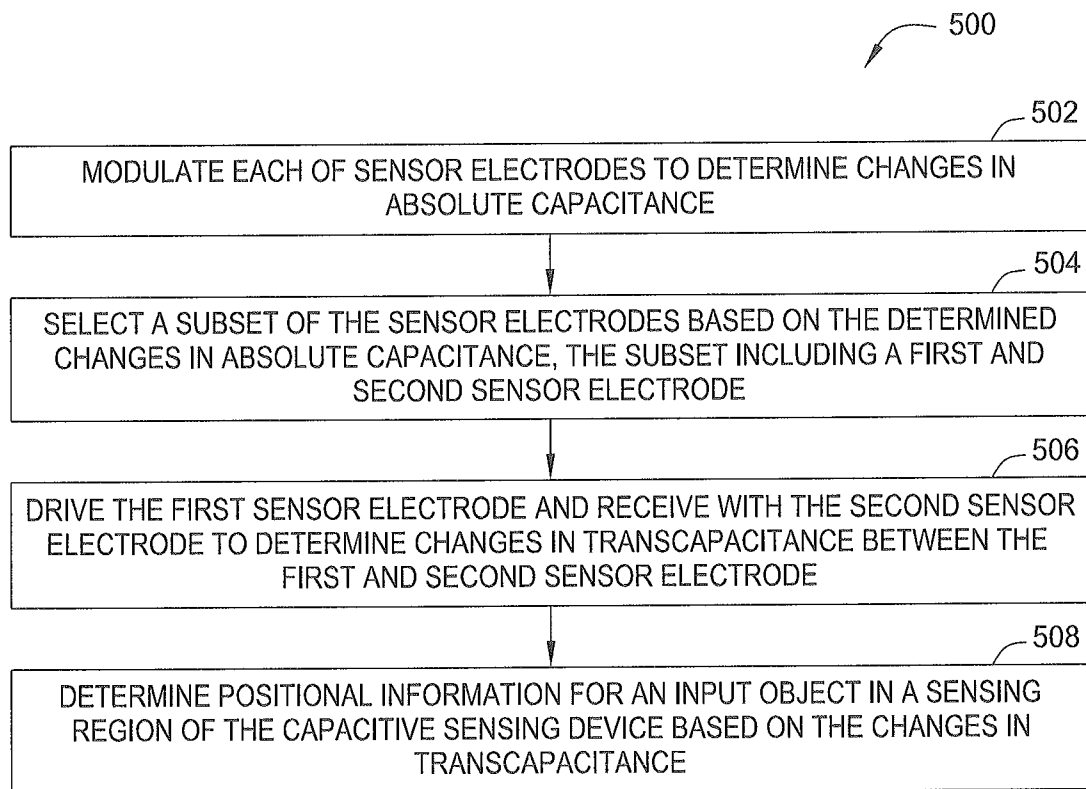 500
502
MODULATE EACH OF SENSOR ELECTRODES TO DETERMINE CHANGES IN
ABSOLUTE CAPACITANCE
504
SELECT A SUBSET OF THE SENSOR ELECTRODES BASED ON THE DETERMINED
CHANGES IN ABSOLUTE CAPACITANCE, THE SUBSET INCLUDING A FIRST AND
SECOND SENSOR ELECTRODE
506
DRIVE THE FIRST SENSOR ELECTRODE AND RECEIVE WITH THE SECOND SENSOR
ELECTRODE TO DETERMINE CHANGES IN TRANSCAPACITANCE BETWEEN THE
FIRST AND SECOND SENSOR ELECTRODE
508
DETERMINE POSITIONAL INFORMATION FOR AN INPUT OBJECT IN A SENSING
REGION OF THE CAPACITIVE SENSING DEVICE BASED ON THE CHANGES IN
TRANSCAPACITANCE